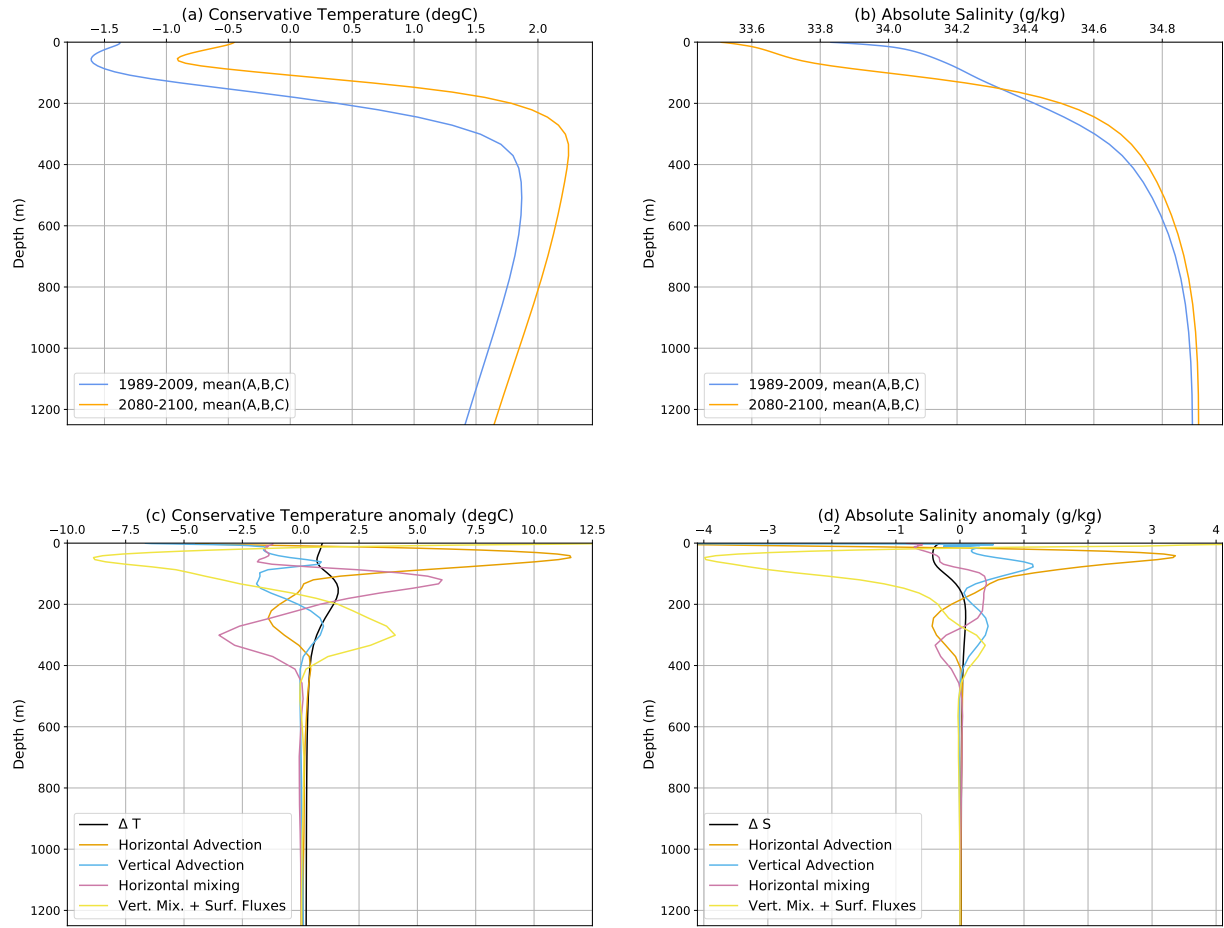 (a) Conservative Temperature (degC)
−1.5 −1.0 −0.5 0.0 0.5 1.0 1.5 2.0
0
200
400
600
800
1000
1200
Depth (m)
1989-2009, mean(A,B,C)
2080-2100, mean(A,B,C)
(b) Absolute Salinity (g/kg)
33.6 33.8 34.0 34.2 34.4 34.6 34.8
0
200
400
600
800
1000
1200
Depth (m)
1989-2009, mean(A,B,C)
2080-2100, mean(A,B,C)
(c) Conservative Temperature anomaly (degC)
−10.0 −7.5 −5.0 −2.5 0.0 2.5 5.0 7.5 10.0 12.5
0
200
400
600
800
1000
1200
Depth (m)
Δ T
Horizontal Advection
Vertical Advection
Horizontal mixing
Vert. Mix. + Surf. Fluxes
(d) Absolute Salinity anomaly (g/kg)
−4 −3 −2 −1 0 1 2 3 4
0
200
400
600
800
1000
1200
Depth (m)
Δ S
Horizontal Advection
Vertical Advection
Horizontal mixing
Vert. Mix. + Surf. Fluxes